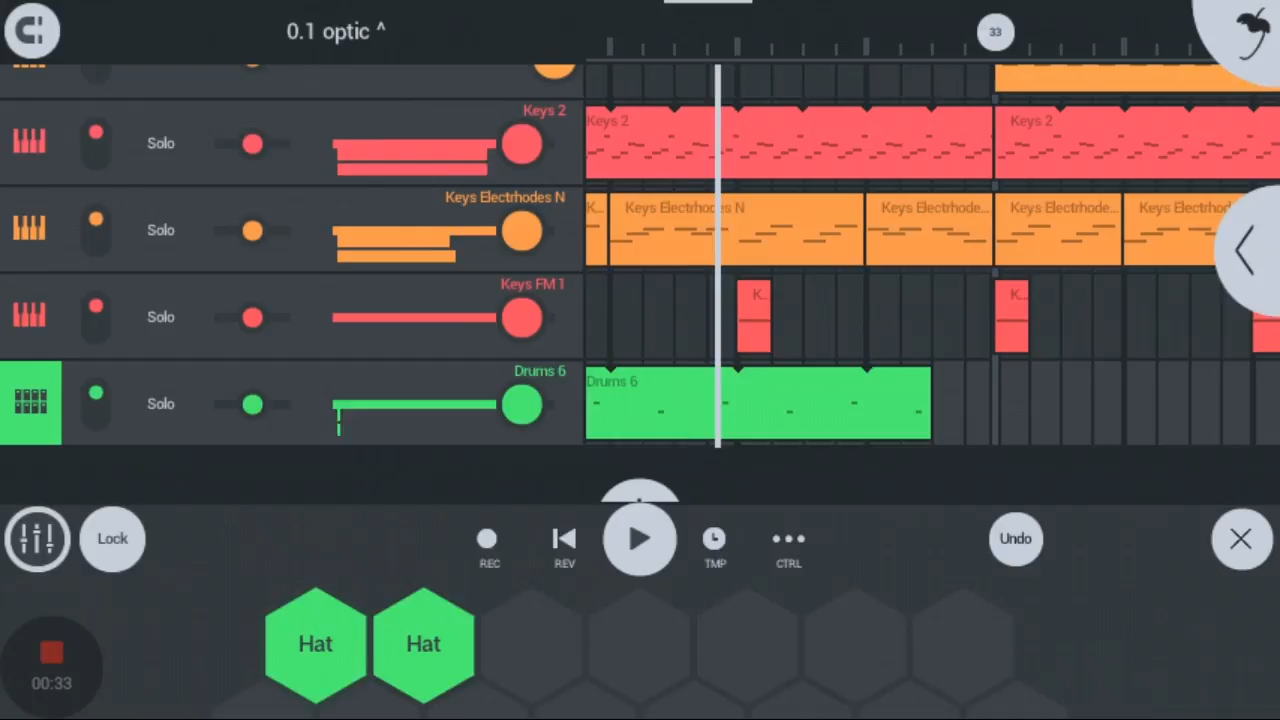 0.1 optic ^
33
Keys 2
Solo
Keys 2
Keys 2
Keys Electrhodes N
Solo
K...
Keys Electrhodes N
Keys Electrhode...
Keys Electrhode...
Keys Electrhod
Keys FM 1
Solo
K..
K..
Drums 6
Solo
Drums 6
Lock
REC
REV
TMP
CTRL
Undo
Hat
Hat
00:33